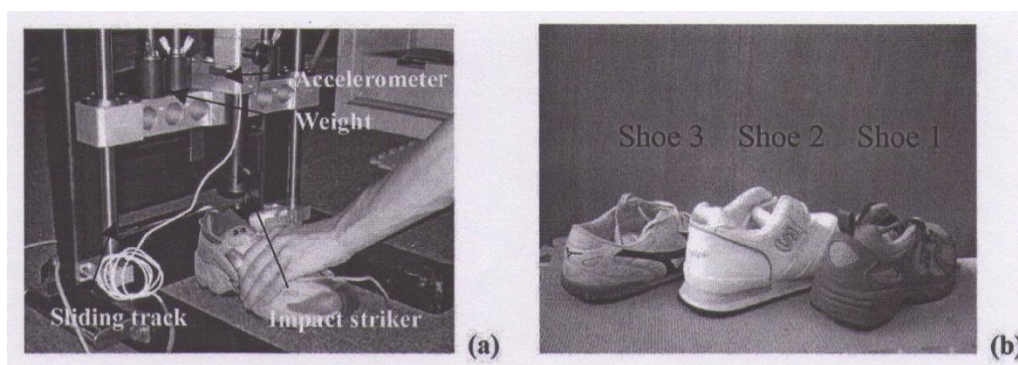 Accelerometer
Weight
Sliding track
Impact striker
(a)
Shoe 3
Shoe 2
Shoe 1
(b)